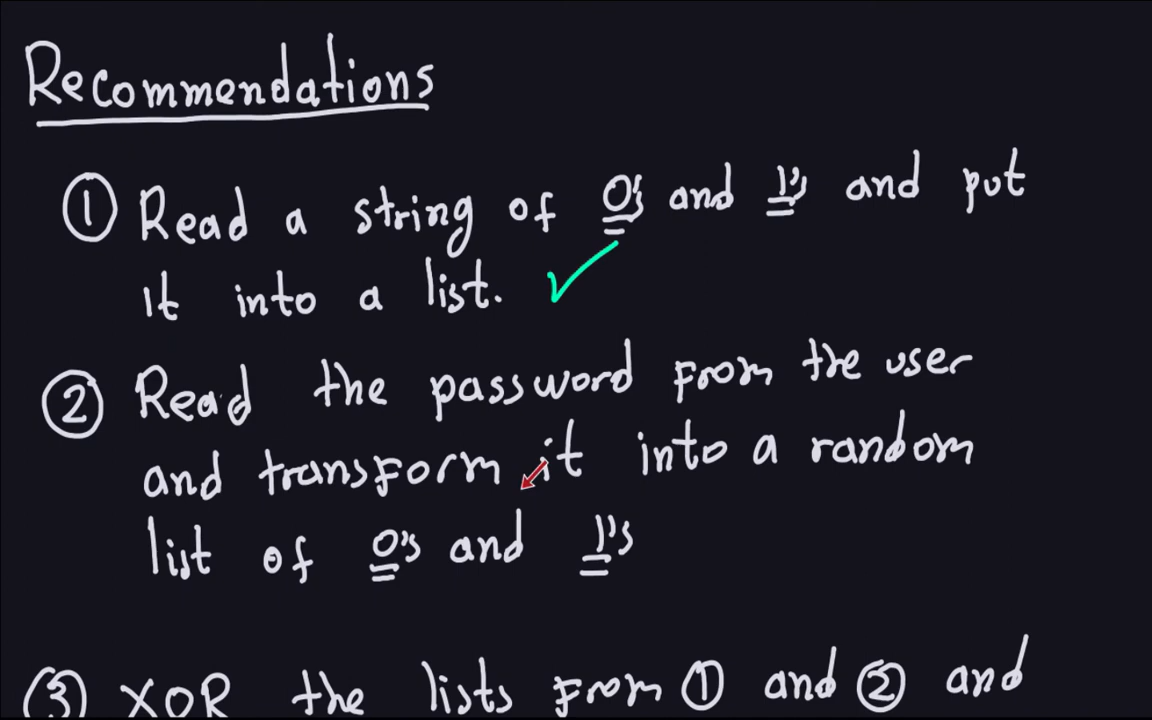 Recommendations
① Read a string of 0's and 1's and put
it into a list.
② Read the password from the user
and transform it into a random
list of 0's and 1's
③ XOR the lists from ① and ② and